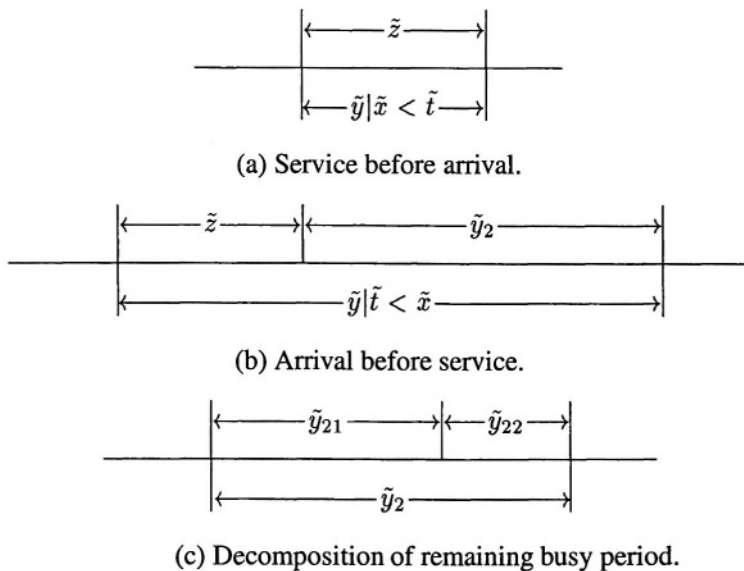 z̃
ỹ|x̃ < t̃
(a) Service before arrival.
z̃ ỹ₂
ỹ|t̃ < x̃
(b) Arrival before service.
ỹ₂₁ ỹ₂₂
ỹ₂
(c) Decomposition of remaining busy period.